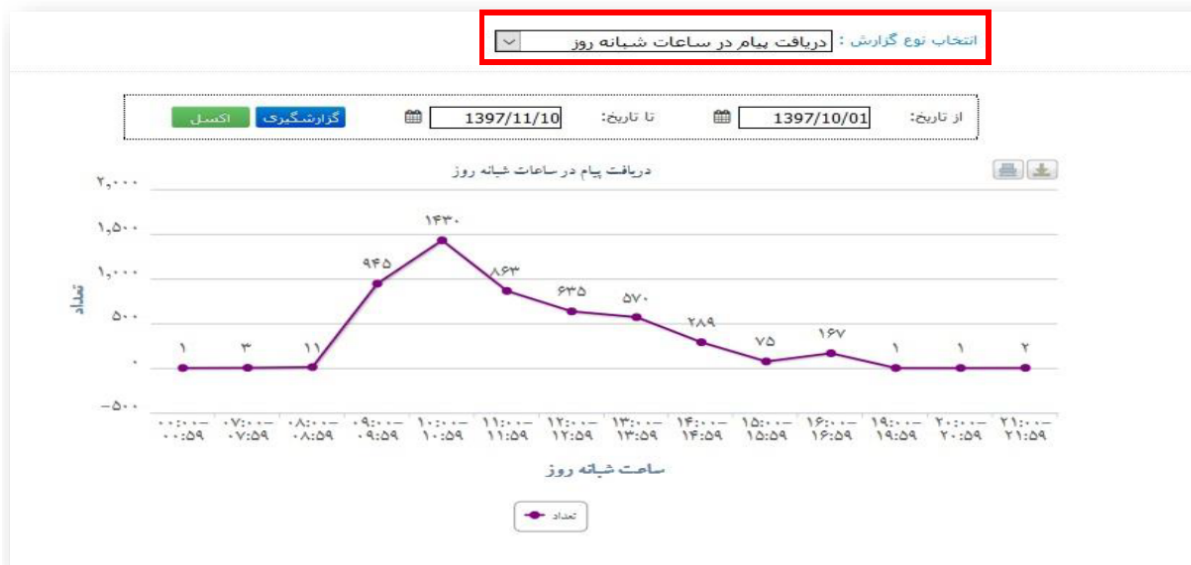 انتخاب نوع گزارش : دریافت پیام در ساعات شبانه روز
از تاریخ: 1397/10/01 تا تاریخ: 1397/11/10 گزارشگیری اکسل
دریافت پیام در ساعات شبانه روز
۲,۰۰۰
۱,۵۰۰
۱,۰۰۰
۵۰۰
۰
−۵۰۰
تعداد
۱ ۳ ۱۱ ۹۴۵ ۱۴۳۰ ۸۶۳ ۶۳۵ ۵۷۰ ۲۸۹ ۷۵ ۱۶۷ ۱ ۱ ۲
۰۰:۰۰− ۰۷:۰۰− ۰۸:۰۰− ۰۹:۰۰− ۱۰:۰۰− ۱۱:۰۰− ۱۲:۰۰− ۱۳:۰۰− ۱۴:۰۰− ۱۵:۰۰− ۱۶:۰۰− ۱۹:۰۰− ۲۰:۰۰− ۲۱:۰۰−
۰۰:۵۹ ۰۷:۵۹ ۰۸:۵۹ ۰۹:۵۹ ۱۰:۵۹ ۱۱:۵۹ ۱۲:۵۹ ۱۳:۵۹ ۱۴:۵۹ ۱۵:۵۹ ۱۶:۵۹ ۱۹:۵۹ ۲۰:۵۹ ۲۱:۵۹
ساعت شبانه روز
تعداد